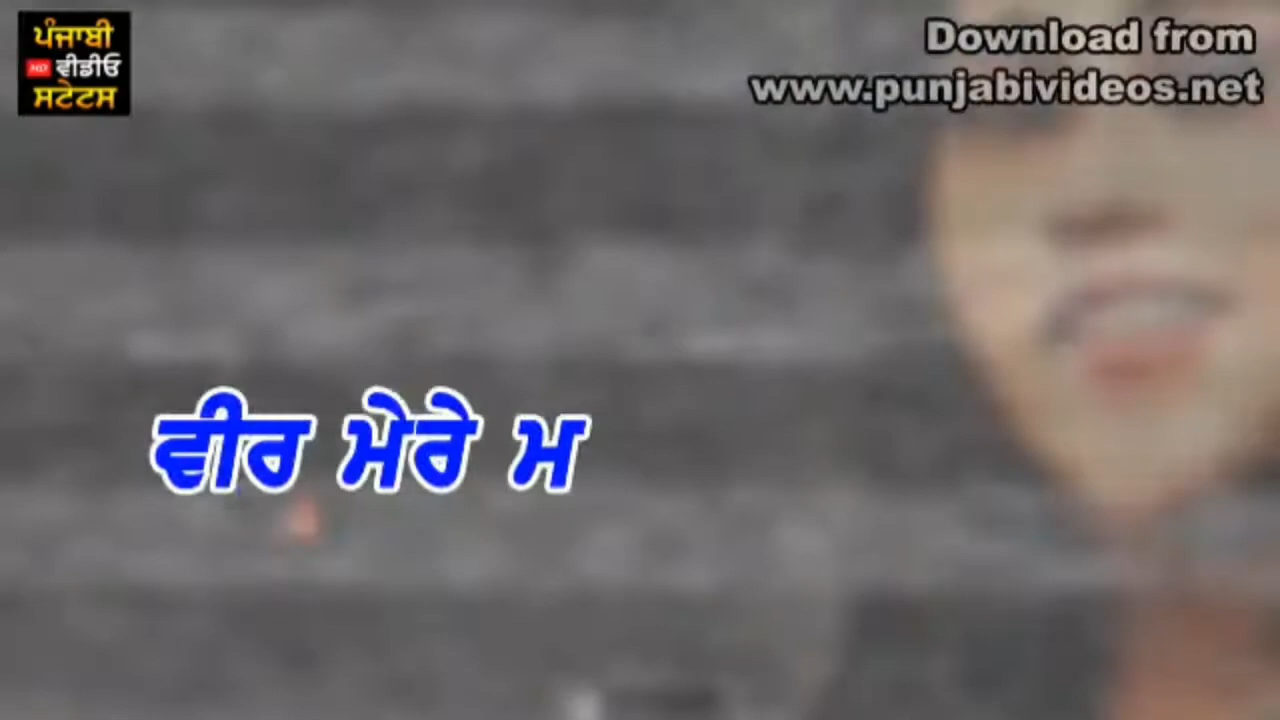 ਪੰਜਾਬੀ
HD ਵੀਡੀਓ
ਸਟੇਟਸ
Download from
www.punjabivideos.net
ਵੀਰ ਮੇਰੇ ਮ